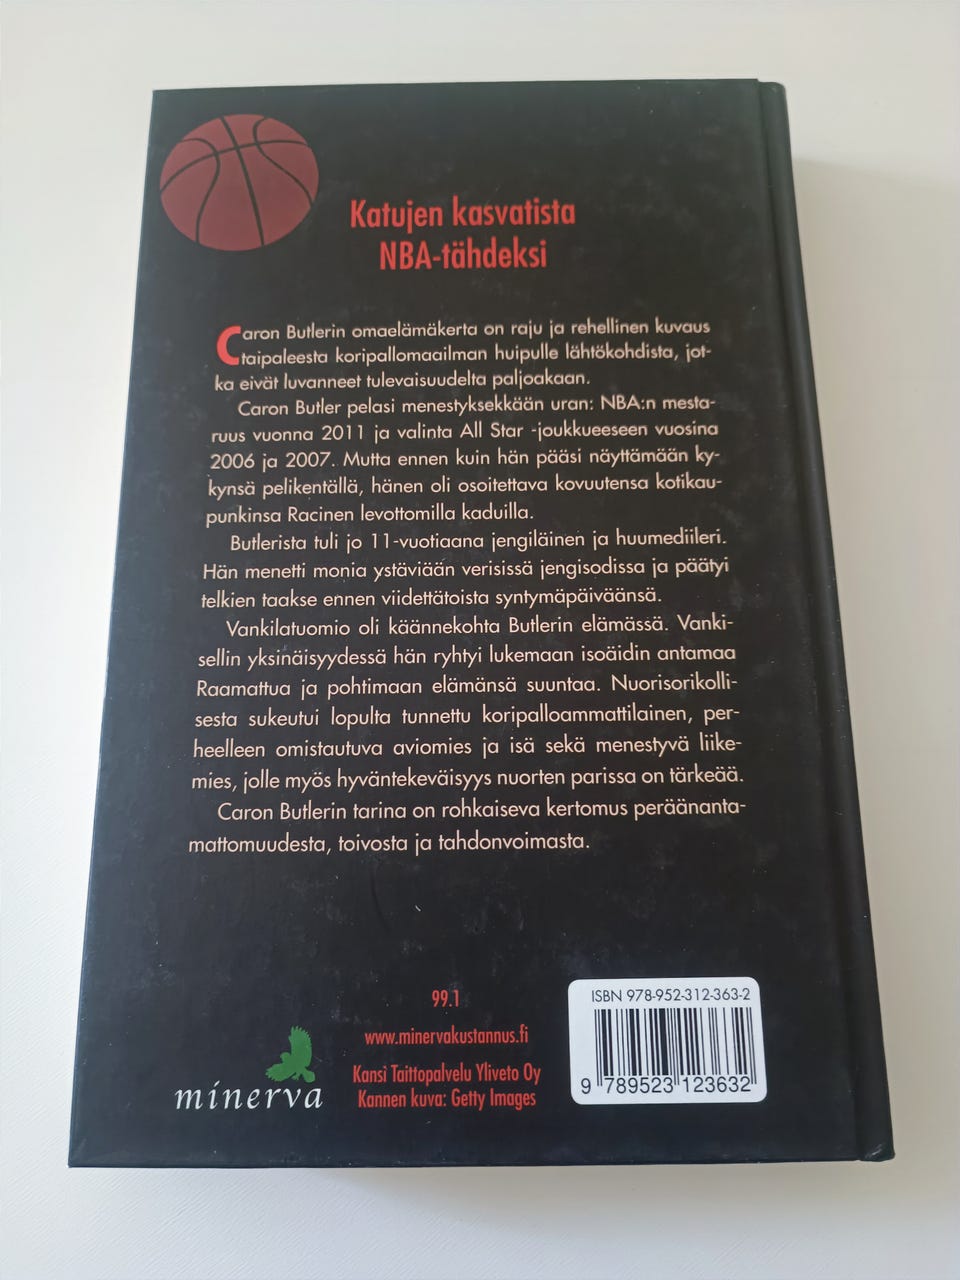 Katujen kasvatista
NBA-tähdeksi
Caron Butlerin omaelämäkerta on raju ja rehellinen kuvaus
taipaleesta koripallomaailman huipulle lähtökohdista, jot-
ka eivät luvanneet tulevaisuudelta paljoakaan.
Caron Butler pelasi menestyksekkään uran: NBA:n mesta-
ruus vuonna 2011 ja valinta All Star -joukkueeseen vuosina
2006 ja 2007. Mutta ennen kuin hän pääsi näyttämään ky-
kynsä pelikentällä, hänen oli osoitettava kovuutensa kotikau-
punkinsa Racinen levottomilla kaduilla.
Butlerista tuli jo 11-vuotiaana jengiläinen ja huumediileri.
Hän menetti monia ystäviään verisissä jengisodissa ja päätyi
telkien taakse ennen viidettätoista syntymäpäiväänsä.
Vankilatuomio oli käännekohta Butlerin elämässä. Vanki-
sellin yksinäisyydessä hän ryhtyi lukemaan isoäidin antamaa
Raamattua ja pohtimaan elämänsä suuntaa. Nuorisorikolli-
sesta sukeutui lopulta tunnettu koripalloammattilainen, per-
heelleen omistautuva aviomies ja isä sekä menestyvä liike-
mies, jolle myös hyväntekeväisyys nuorten parissa on tärkeää.
Caron Butlerin tarina on rohkaiseva kertomus peräänanta-
mattomuudesta, toivosta ja tahdonvoimasta.
99.1
www.minervakustannus.fi
Kansi Taittopalvelu Yliveto Oy
Kannen kuva: Getty Images
minerva
ISBN 978-952-312-363-2
9 789523 123632